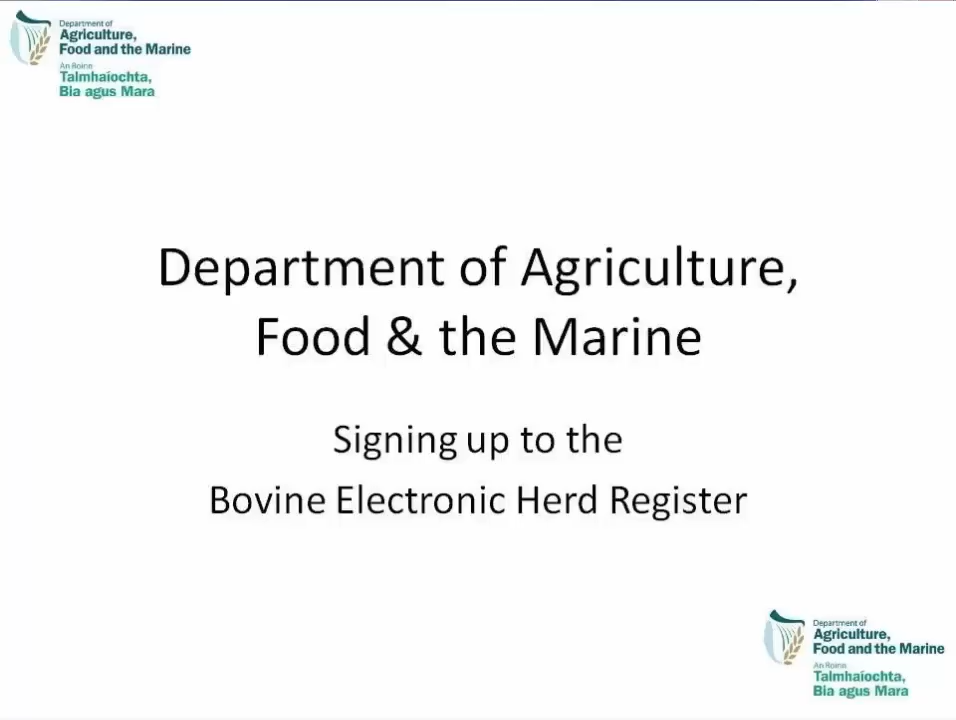 Department of
Agriculture,
Food and the Marine
An Roinn
Talmhaíochta,
Bia agus Mara
Department of Agriculture,
Food & the Marine
Signing up to the
Bovine Electronic Herd Register
Department of
Agriculture,
Food and the Marine
An Roinn
Talmhaíochta,
Bia agus Mara